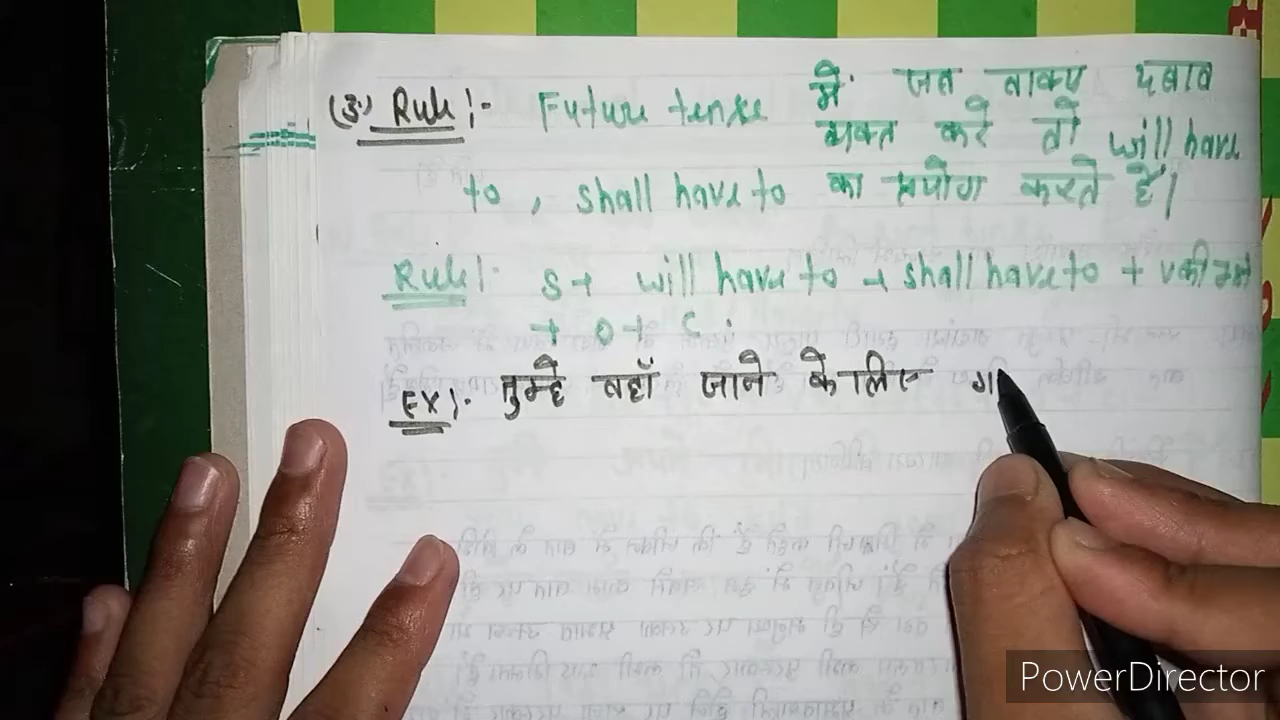 (3) Rule:- Future tense में जब वाक्य दबाव
व्यक्त करे तो will have
to, shall have to का प्रयोग करते हैं।
Rule:- S+ will have to → shall have to + v की
+ O + C.
EX:- तुम्हे वहाँ जाने के लिए
PowerDirector